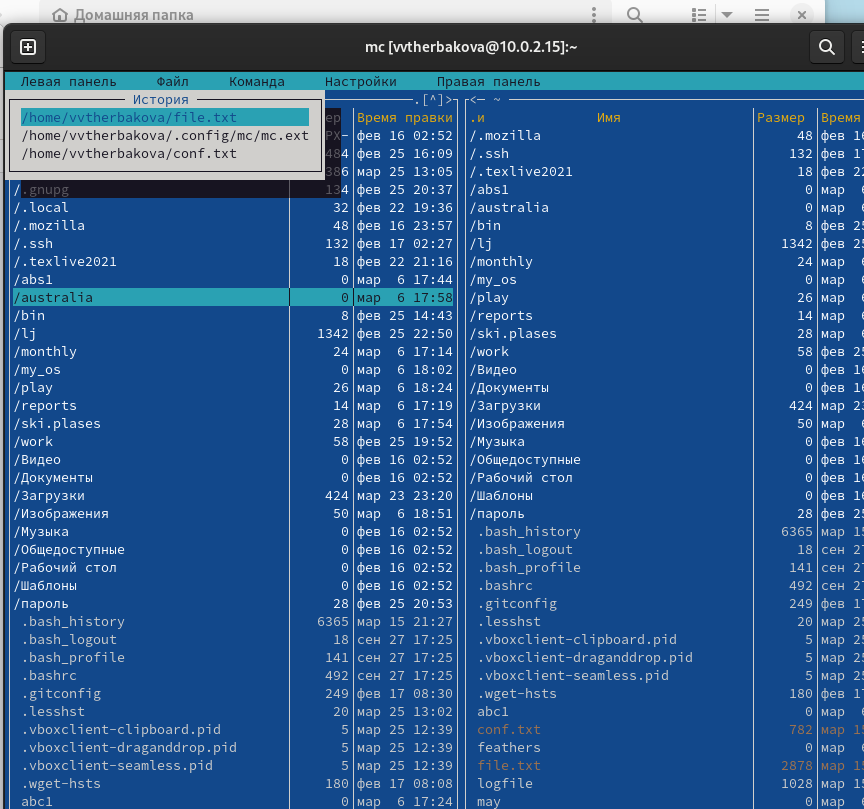 Домашняя папка
mc [vvtherbakova@10.0.2.15]:~
Левая панель Файл Команда Настройки Правая панель
История .[^]> <— ~
/home/vvtherbakova/file.txt ер Время правки .и Имя Размер Время
/home/vvtherbakova/.config/mc/mc.ext РХ– фев 16 02:52 /.mozilla 48 фев 16
/home/vvtherbakova/conf.txt 484 фев 25 16:09 /.ssh 132 фев 17
386 мар 25 13:05 /.texlive2021 18 фев 22
/.gnupg 134 фев 25 20:37 /abs1 0 мар 6
/.local 32 фев 22 19:36 /australia 0 мар 6
/.mozilla 48 фев 16 23:57 /bin 8 фев 25
/.ssh 132 фев 17 02:27 /lj 1342 фев 25
/.texlive2021 18 фев 22 21:16 /monthly 24 мар 6
/abs1 0 мар 6 17:44 /my_os 0 мар 6
/australia 0 мар 6 17:58 /play 26 мар 6
/bin 8 фев 25 14:43 /reports 14 мар 6
/lj 1342 фев 25 22:50 /ski.plases 28 мар 6
/monthly 24 мар 6 17:14 /work 58 фев 25
/my_os 0 мар 6 18:02 /Видео 0 фев 16
/play 26 мар 6 18:24 /Документы 0 фев 16
/reports 14 мар 6 17:19 /Загрузки 424 мар 23
/ski.plases 28 мар 6 17:54 /Изображения 50 мар 6
/work 58 фев 25 19:52 /Музыка 0 фев 16
/Видео 0 фев 16 02:52 /Общедоступные 0 фев 16
/Документы 0 фев 16 02:52 /Рабочий стол 0 фев 16
/Загрузки 424 мар 23 23:20 /Шаблоны 0 фев 16
/Изображения 50 мар 6 18:51 /пароль 28 фев 25
/Музыка 0 фев 16 02:52 .bash_history 6365 мар 15
/Общедоступные 0 фев 16 02:52 .bash_logout 18 сен 27
/Рабочий стол 0 фев 16 02:52 .bash_profile 141 сен 27
/Шаблоны 0 фев 16 02:52 .bashrc 492 сен 27
/пароль 28 фев 25 20:53 .gitconfig 249 фев 17
.bash_history 6365 мар 15 21:27 .lesshst 20 мар 25
.bash_logout 18 сен 27 17:25 .vboxclient-clipboard.pid 5 мар 25
.bash_profile 141 сен 27 17:25 .vboxclient-draganddrop.pid 5 мар 25
.bashrc 492 сен 27 17:25 .vboxclient-seamless.pid 5 мар 25
.gitconfig 249 фев 17 08:30 .wget-hsts 180 фев 17
.lesshst 20 мар 25 13:02 abc1 0 мар 6
.vboxclient-clipboard.pid 5 мар 25 12:39 conf.txt 782 мар 15
.vboxclient-draganddrop.pid 5 мар 25 12:39 feathers 0 мар 6
.vboxclient-seamless.pid 5 мар 25 12:39 file.txt 2878 мар 15
.wget-hsts 180 фев 17 08:08 logfile 1028 мар 15
abc1 0 мар 6 17:24 may 0 мар 6